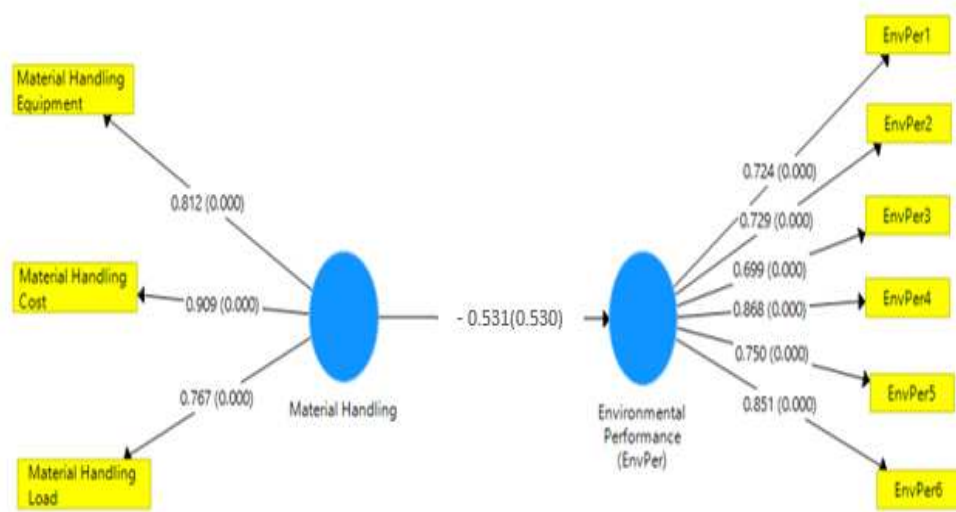 Material Handling
Equipment
0.812 (0.000)
Material Handling
Cost
0.909 (0.000)
Material Handling
Load
0.767 (0.000)
Material Handling
- 0.531(0.530)
Environmental
Performance
(EnvPer)
EnvPer1
0.724 (0.000)
EnvPer2
0.729 (0.000)
EnvPer3
0.699 (0.000)
EnvPer4
0.868 (0.000)
EnvPer5
0.750 (0.000)
EnvPer6
0.851 (0.000)